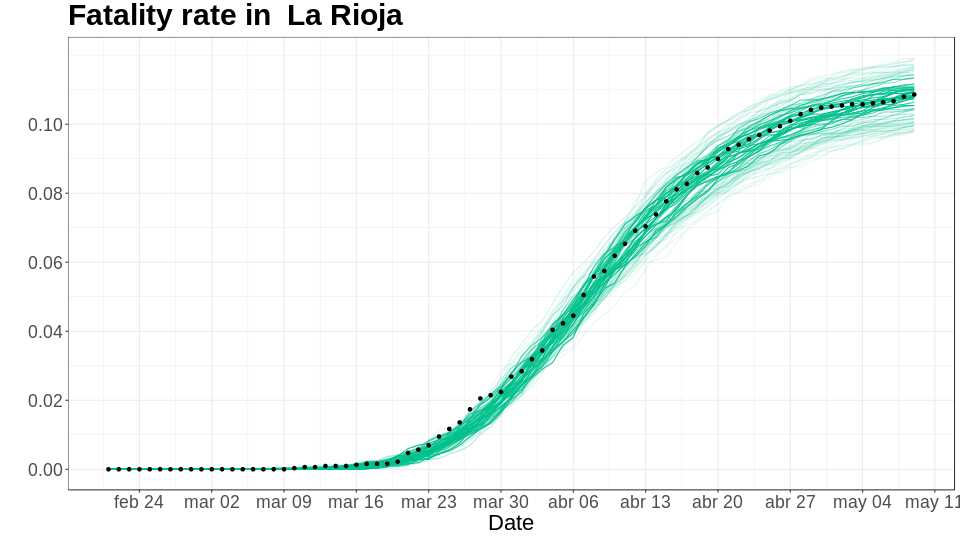 Fatality rate in  La Rioja
0.10
0.08
0.06
0.04
0.02
0.00
feb 24 mar 02 mar 09 mar 16 mar 23 mar 30 abr 06 abr 13 abr 20 abr 27 may 04 may 11
Date